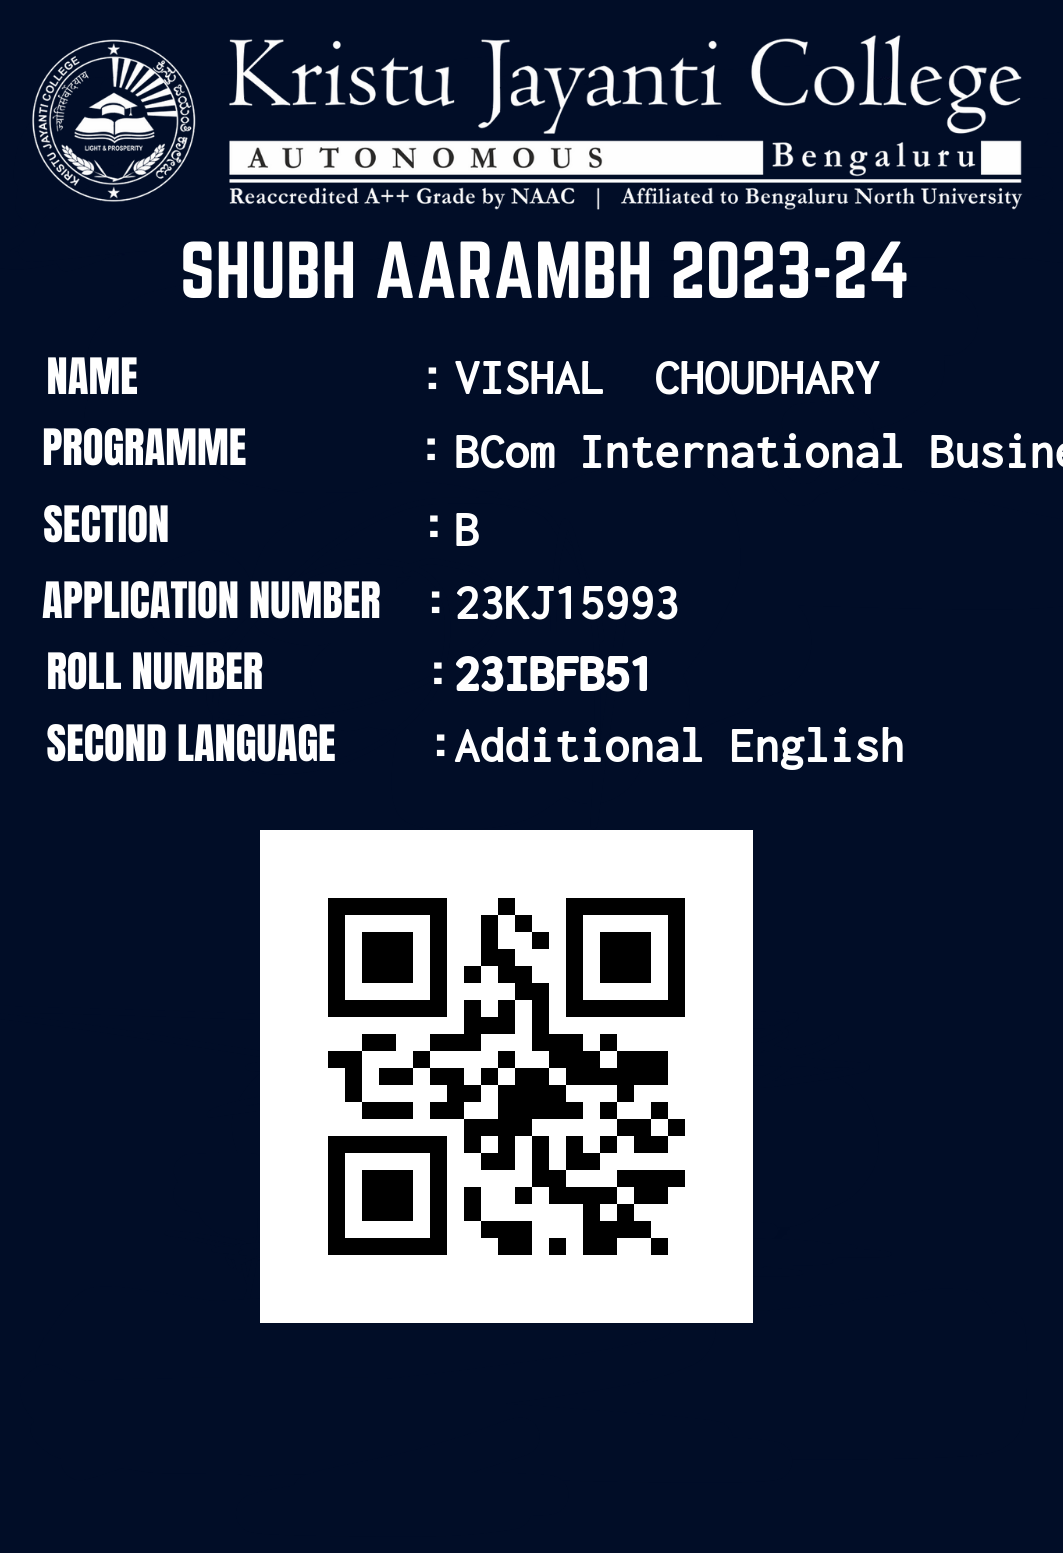 Kristu Jayanti College
AUTONOMOUS Bengaluru
Reaccredited A++ Grade by NAAC | Affiliated to Bengaluru North University
KRISTU JAYANTI COLLEGE
LIGHT & PROSPERITY
SHUBH AARAMBH 2023-24
NAME : VISHAL CHOUDHARY
PROGRAMME : BCom International Busine
SECTION : B
APPLICATION NUMBER : 23KJ15993
ROLL NUMBER : 23IBFB51
SECOND LANGUAGE : Additional English